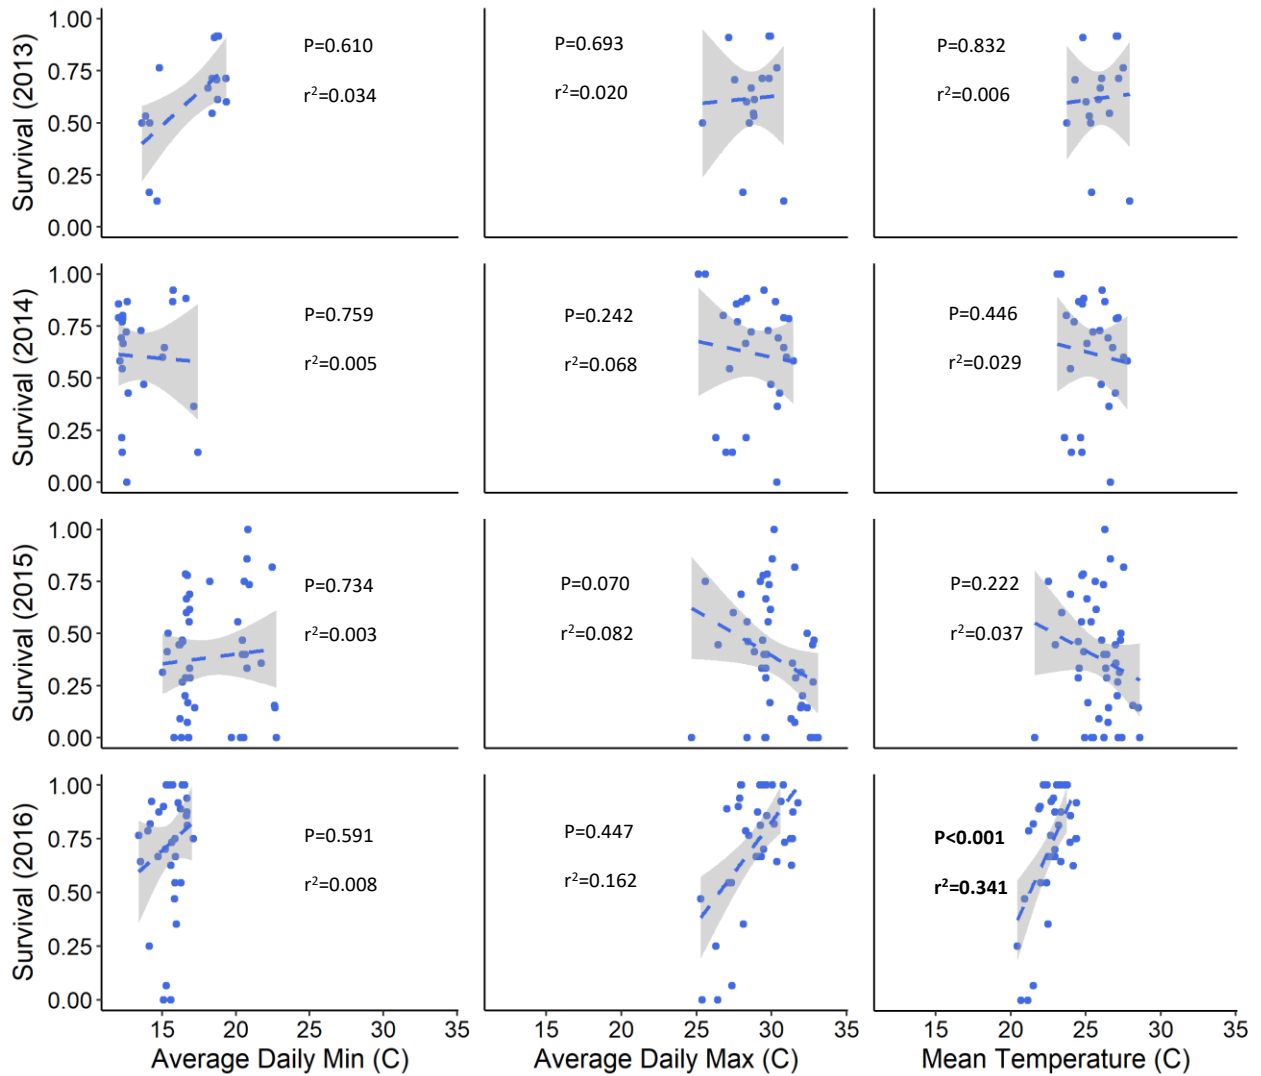 Survival (2013)
1.00
0.75
0.50
0.25
0.00
P=0.610
r²=0.034
P=0.693
r²=0.020
P=0.832
r²=0.006
Survival (2014)
1.00
0.75
0.50
0.25
0.00
P=0.759
r²=0.005
P=0.242
r²=0.068
P=0.446
r²=0.029
Survival (2015)
1.00
0.75
0.50
0.25
0.00
P=0.734
r²=0.003
P=0.070
r²=0.082
P=0.222
r²=0.037
Survival (2016)
1.00
0.75
0.50
0.25
0.00
P=0.591
r²=0.008
P=0.447
r²=0.162
P<0.001
r²=0.341
15 20 25 30 35
Average Daily Min (C)
15 20 25 30 35
Average Daily Max (C)
15 20 25 30 35
Mean Temperature (C)